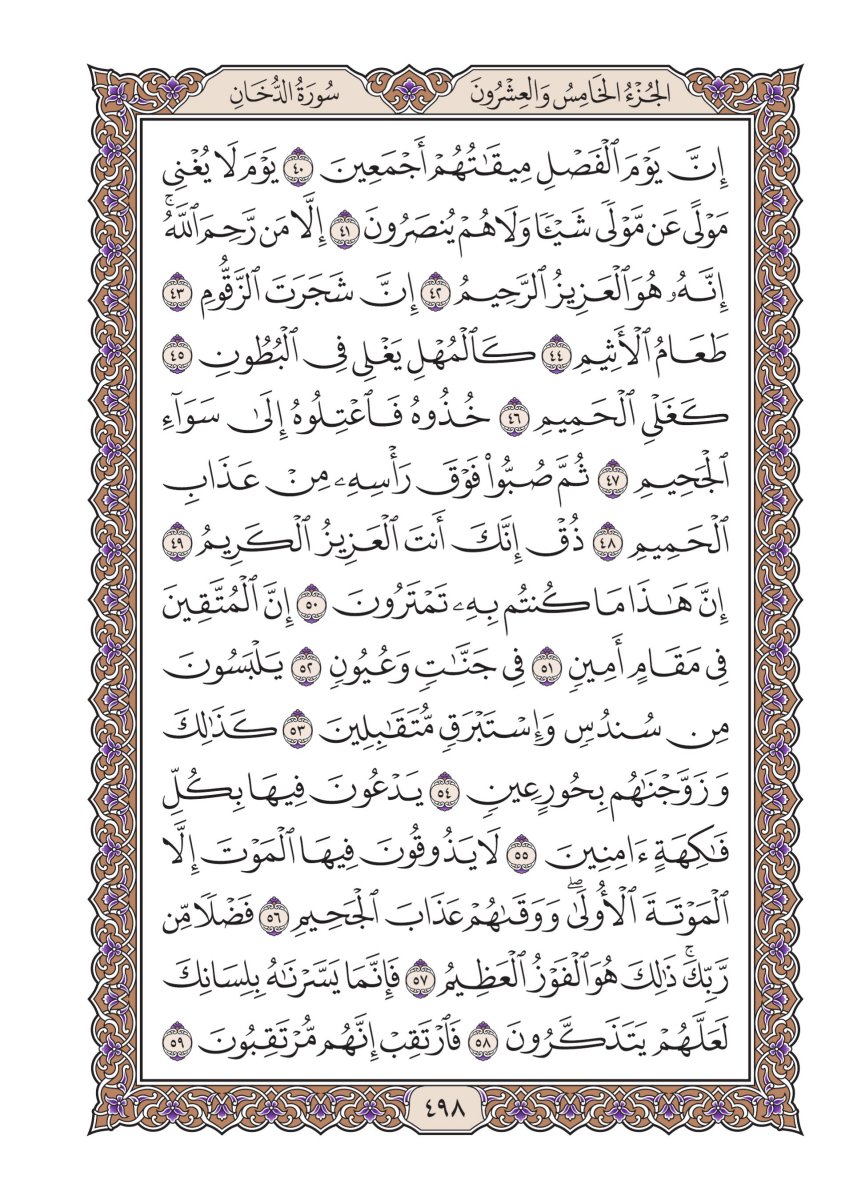 الجُزْءُ الخَامِسُ وَالعِشْرُونَ سُورَةُ الدُّخَانِ
إِنَّ يَوْمَ ٱلْفَصْلِ مِيقَٰتُهُمْ أَجْمَعِينَ ٤٠ يَوْمَ لَا يُغْنِي
مَوْلًى عَن مَّوْلٗى شَيْـٔٗا وَلَا هُمْ يُنصَرُونَ ٤١ إِلَّا مَن رَّحِمَ ٱللَّهُۚ
إِنَّهُۥ هُوَ ٱلْعَزِيزُ ٱلرَّحِيمُ ٤٢ إِنَّ شَجَرَتَ ٱلزَّقُّومِ ٤٣
طَعَامُ ٱلْأَثِيمِ ٤٤ كَٱلْمُهْلِ يَغْلِي فِي ٱلْبُطُونِ ٤٥
كَغَلْيِ ٱلْحَمِيمِ ٤٦ خُذُوهُ فَٱعْتِلُوهُ إِلَىٰ سَوَآءِ
ٱلْجَحِيمِ ٤٧ ثُمَّ صُبُّوا۟ فَوْقَ رَأْسِهِۦ مِنْ عَذَابِ
ٱلْحَمِيمِ ٤٨ ذُقْ إِنَّكَ أَنتَ ٱلْعَزِيزُ ٱلْكَرِيمُ ٤٩
إِنَّ هَٰذَا مَا كُنتُم بِهِۦ تَمْتَرُونَ ٥٠ إِنَّ ٱلْمُتَّقِينَ
فِي مَقَامٍ أَمِينٖ ٥١ فِي جَنَّٰتٖ وَعُيُونٖ ٥٢ يَلْبَسُونَ
مِن سُندُسٖ وَإِسْتَبْرَقٖ مُّتَقَٰبِلِينَ ٥٣ كَذَٰلِكَ
وَزَوَّجْنَٰهُم بِحُورٍ عِينٖ ٥٤ يَدْعُونَ فِيهَا بِكُلِّ
فَٰكِهَةٍ ءَامِنِينَ ٥٥ لَا يَذُوقُونَ فِيهَا ٱلْمَوْتَ إِلَّا
ٱلْمَوْتَةَ ٱلْأُولَىٰۖ وَوَقَىٰهُمْ عَذَابَ ٱلْجَحِيمِ ٥٦ فَضْلٗا مِّن
رَّبِّكَۚ ذَٰلِكَ هُوَ ٱلْفَوْزُ ٱلْعَظِيمُ ٥٧ فَإِنَّمَا يَسَّرْنَٰهُ بِلِسَانِكَ
لَعَلَّهُمْ يَتَذَكَّرُونَ ٥٨ فَٱرْتَقِبْ إِنَّهُم مُّرْتَقِبُونَ ٥٩
٤٩٨